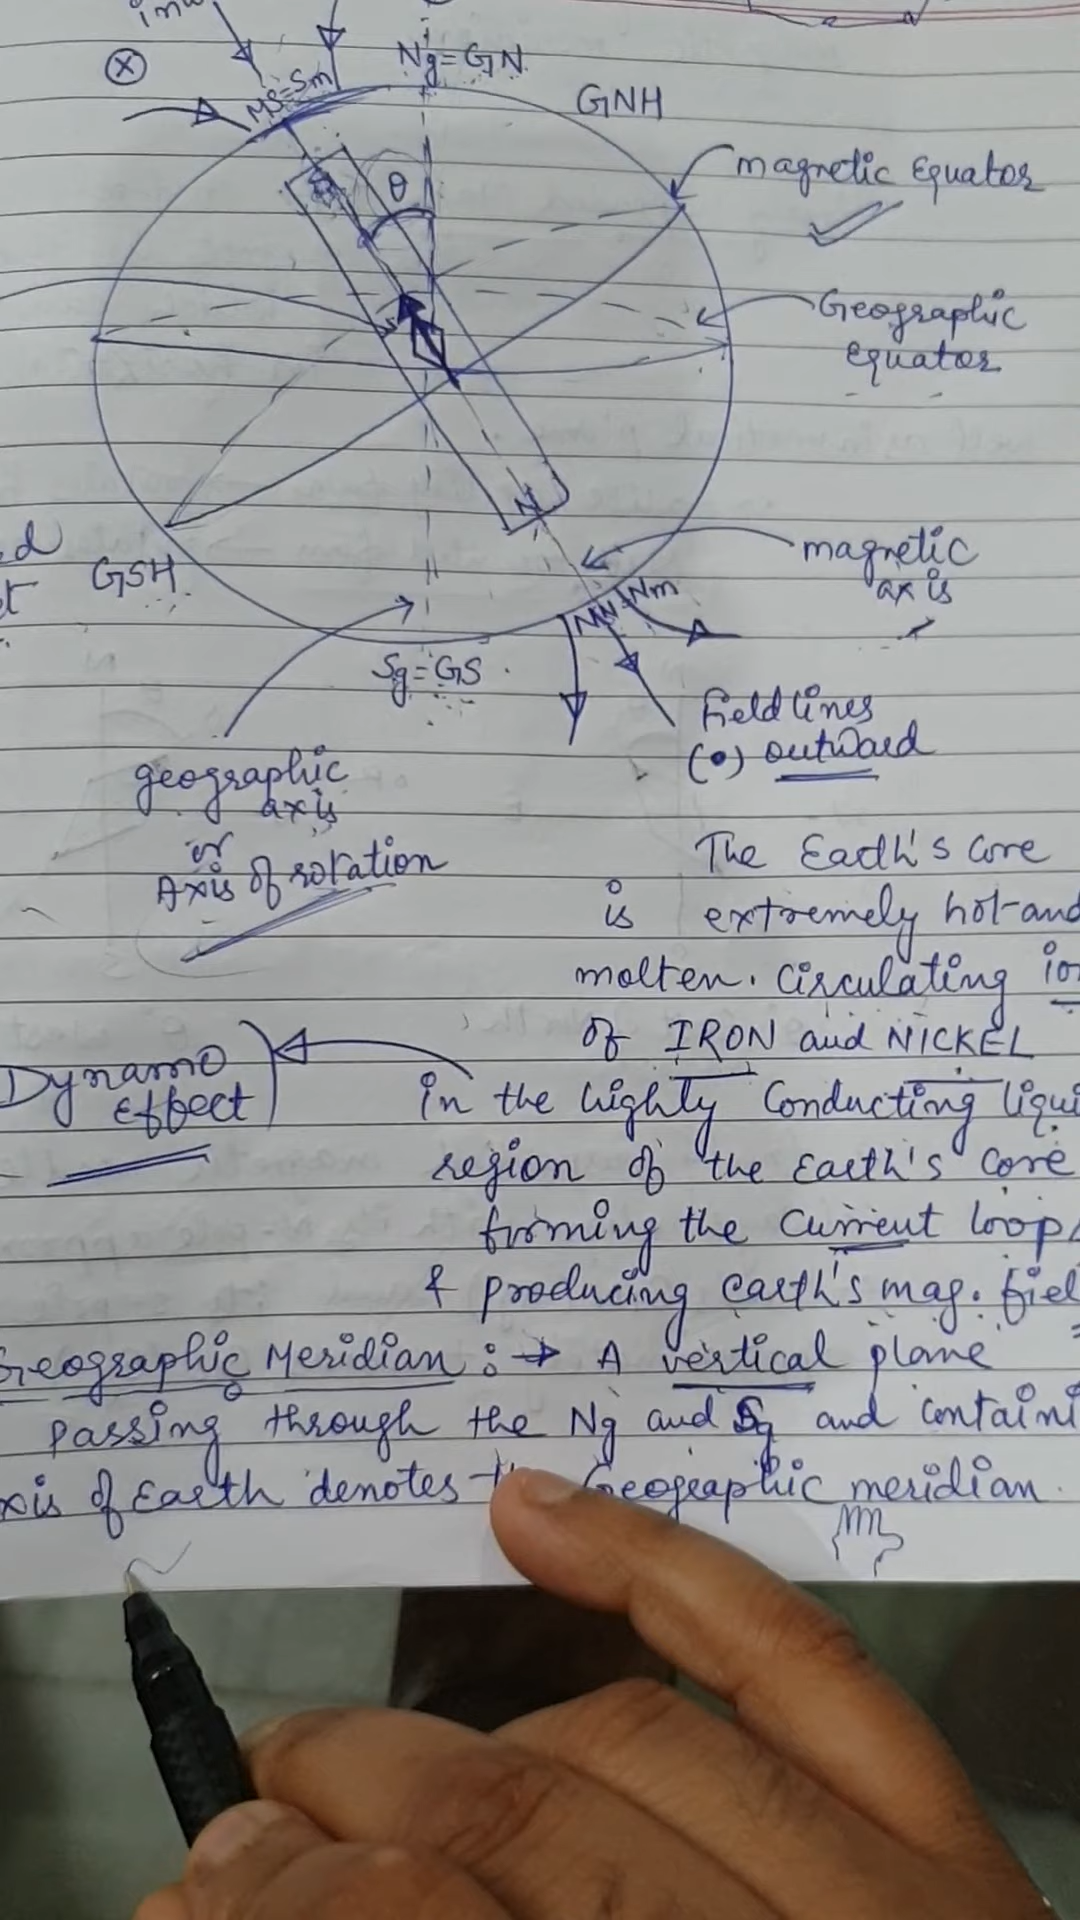 Ng=GN
MS=Sm
GNH
magnetic Equator
θ
Geographic
Equator
N
GSH
magnetic
axis
MN=Nm
Sg=GS
Field lines
(•) outward
geographic
axis
or
Axis of rotation
The Earth's core
is extremely hot and
molten. Circulating
of IRON and NICKEL
Dynamo
Effect
in the highly Conducting
region of the Earth's core
forming the current loop
& producing earth's mag.
Geographic Meridian :→ A vertical plane
passing through the Ng and Sg and
of Earth denotes Geographic meridian.